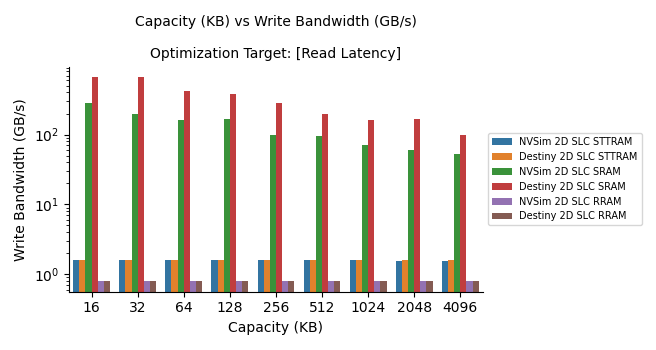 Capacity (KB) vs Write Bandwidth (GB/s)
Optimization Target: [Read Latency]
Write Bandwidth (GB/s)
10²
10¹
10⁰
16 32 64 128 256 512 1024 2048 4096
Capacity (KB)
NVSim 2D SLC STTRAM
Destiny 2D SLC STTRAM
NVSim 2D SLC SRAM
Destiny 2D SLC SRAM
NVSim 2D SLC RRAM
Destiny 2D SLC RRAM